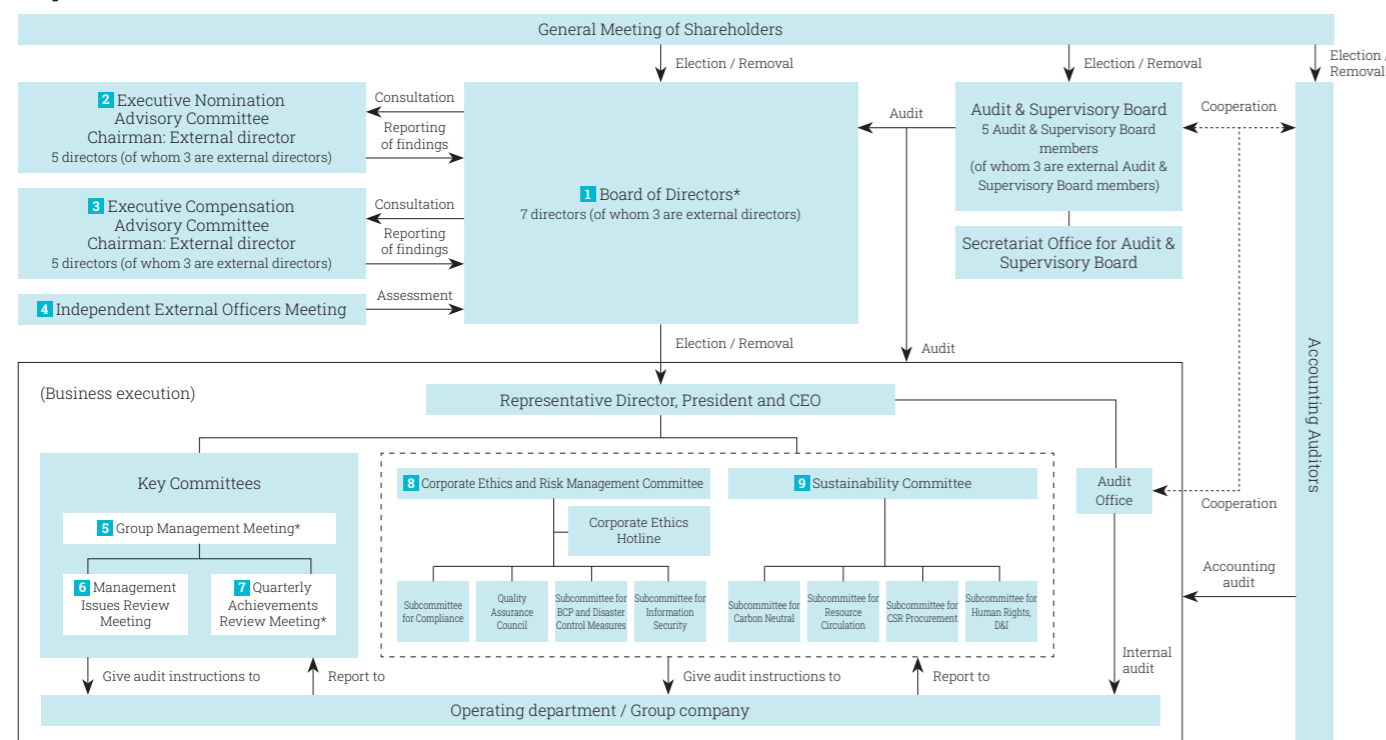 General Meeting of Shareholders
Election / Removal
Election / Removal
Election /
Removal
2 Executive Nomination
Advisory Committee
Chairman: External director
5 directors (of whom 3 are external directors)
Consultation
Reporting
of findings
3 Executive Compensation
Advisory Committee
Chairman: External director
5 directors (of whom 3 are external directors)
Consultation
Reporting
of findings
4 Independent External Officers Meeting
Assessment
1 Board of Directors*
7 directors (of whom 3 are external directors)
Audit
Audit & Supervisory Board
5 Audit & Supervisory Board
members
(of whom 3 are external Audit &
Supervisory Board members)
Secretariat Office for Audit &
Supervisory Board
Cooperation
Accounting Auditors
Election / Removal
Audit
(Business execution)
Representative Director, President and CEO
Key Committees
5 Group Management Meeting*
6 Management
Issues Review
Meeting
7 Quarterly
Achievements
Review Meeting*
8 Corporate Ethics and Risk Management Committee
Corporate Ethics
Hotline
Subcommittee
for Compliance
Quality
Assurance
Council
Subcommittee for
BCP and Disaster
Control Measures
Subcommittee for
Information
Security
9 Sustainability Committee
Subcommittee for
Carbon Neutral
Subcommittee for
Resource
Circulation
Subcommittee for
CSR Procurement
Subcommittee for
Human Rights,
D&I
Audit
Office
Cooperation
Accounting
audit
Internal
audit
Give audit instructions to
Report to
Give audit instructions to
Report to
Operating department / Group company